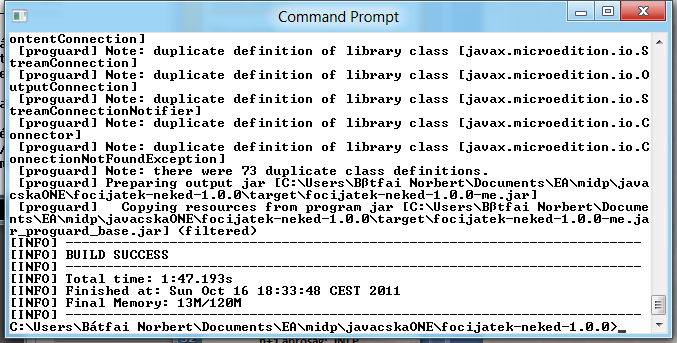 Command Prompt
ontentConnection]
[proguard] Note: duplicate definition of library class [javax.microedition.io.S
treamConnection]
[proguard] Note: duplicate definition of library class [javax.microedition.io.O
utputConnection]
[proguard] Note: duplicate definition of library class [javax.microedition.io.S
treamConnectionNotifier]
[proguard] Note: duplicate definition of library class [javax.microedition.io.C
onnector]
[proguard] Note: duplicate definition of library class [javax.microedition.io.C
onnectionNotFoundException]
[proguard] Note: there were 73 duplicate class definitions.
[proguard] Preparing output jar [C:\Users\Bβtfai Norbert\Documents\EA\midp\java
cskaONE\focijatek-neked-1.0.0\target\focijatek-neked-1.0.0-me.jar]
[proguard]   Copying resources from program jar [C:\Users\Bβtfai Norbert\Docume
nts\EA\midp\javacskaONE\focijatek-neked-1.0.0\target\focijatek-neked-1.0.0-me.ja
r_proguard_base.jar] (filtered)
[INFO] ------------------------------------------------------------------------
[INFO] BUILD SUCCESS
[INFO] ------------------------------------------------------------------------
[INFO] Total time: 1:47.193s
[INFO] Finished at: Sun Oct 16 18:33:48 CEST 2011
[INFO] Final Memory: 13M/120M
[INFO] ------------------------------------------------------------------------
C:\Users\Bátfai Norbert\Documents\EA\midp\javacskaONE\focijatek-neked-1.0.0>_